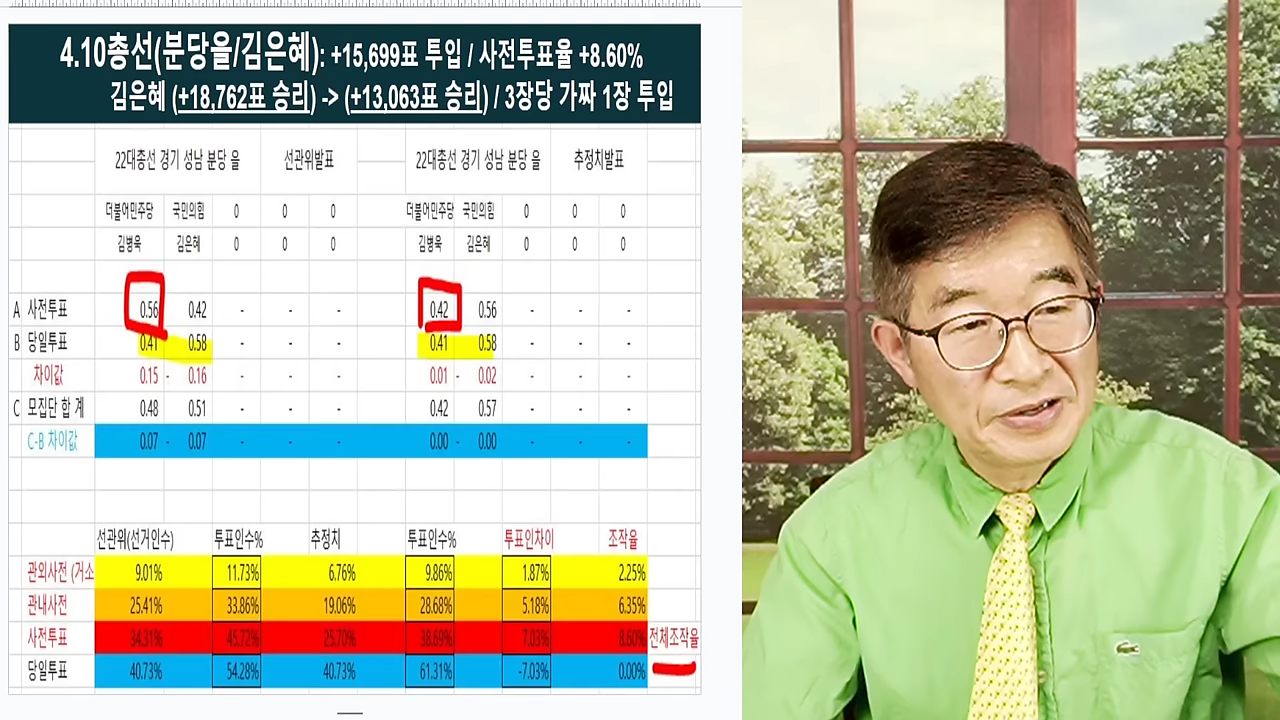 4.10총선(분당을/김은혜): +15,699표 투입 / 사전투표율 +8.60%
김은혜 (+18,762표 승리) -> (+13,063표 승리) / 3장당 가짜 1장 투입
22대총선 경기 성남 분당 을 선관위발표 22대총선 경기 성남 분당 을 추정치발표
더불어민주당 국민의힘 0 0 0 더불어민주당 국민의힘 0 0 0
김병욱 김은혜 0 0 0 김병욱 김은혜 0 0 0
A 사전투표 0.56 0.42 - - - 0.42 0.56 - - -
B 당일투표 0.41 0.58 - - - 0.41 0.58 - - -
차이값 0.15 - 0.16 - - - 0.01 - 0.02 - - -
C 모집단 합 계 0.48 0.51 - - - 0.42 0.57 - - -
C-B 차이값 0.07 - 0.07 - - - 0.00 - 0.00 - - -
선관위(선거인수) 투표인수% 추정치 투표인수% 투표인차이 조작율
관외사전 (거소 9.01% 11.73% 6.76% 9.86% 1.87% 2.25%
관내사전 25.41% 33.86% 19.06% 28.68% 5.18% 6.35%
사전투표 34.31% 45.72% 25.70% 38.69% 7.03% 8.60% 전체조작율
당일투표 40.73% 54.28% 40.73% 61.31% -7.03% 0.00%